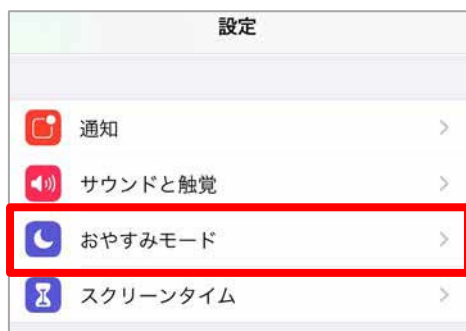 設定
通知
サウンドと触覚
おやすみモード
スクリーンタイム